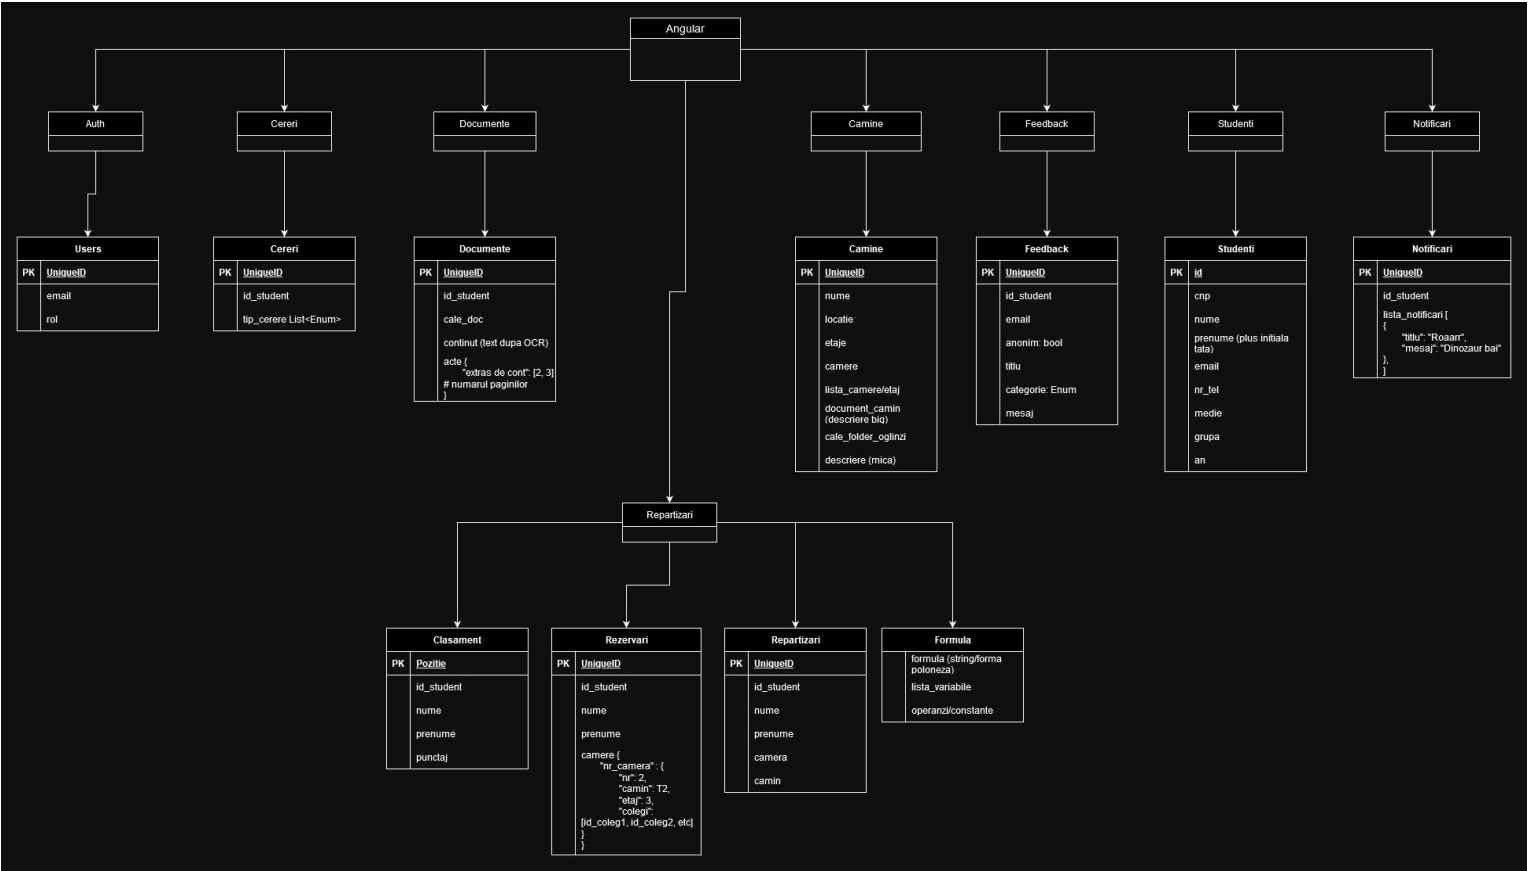 Angular
Auth
Cereri
Documente
Camine
Feedback
Studenti
Notificari
Users
PK UniqueID
email
rol
Cereri
PK UniqueID
id_student
tip_cerere List<Enum>
Documente
PK UniqueID
id_student
cale_doc
continut (text dupa OCR)
acte {
"extras de cont": [2, 3]
# numarul paginilor
}
Camine
PK UniqueID
nume
locatie
etaje
camere
lista_camere/etaj
document_camin
(descriere big)
cale_folder_oglinzi
descriere (mica)
Feedback
PK UniqueID
id_student
email
anonim: bool
titlu
categorie: Enum
mesaj
Studenti
PK id
cnp
nume
prenume (plus initiala
tata)
email
nr_tel
medie
grupa
an
Notificari
PK UniqueID
id_student
lista_notificari [
{
"titlu": "Roaarr",
"mesaj": "Dinozaur bai"
},
]
Repartizari
Clasament
PK Pozitie
id_student
nume
prenume
punctaj
Rezervari
PK UniqueID
id_student
nume
prenume
camere {
"nr_camera" : {
"nr": 2,
"camin": T2,
"etaj": 3,
"colegi":
[id_coleg1, id_coleg2, etc]
}
}
Repartizari
PK UniqueID
id_student
nume
prenume
camera
camin
Formula
formula (string/forma
poloneza)
lista_variabile
operanzi/constante